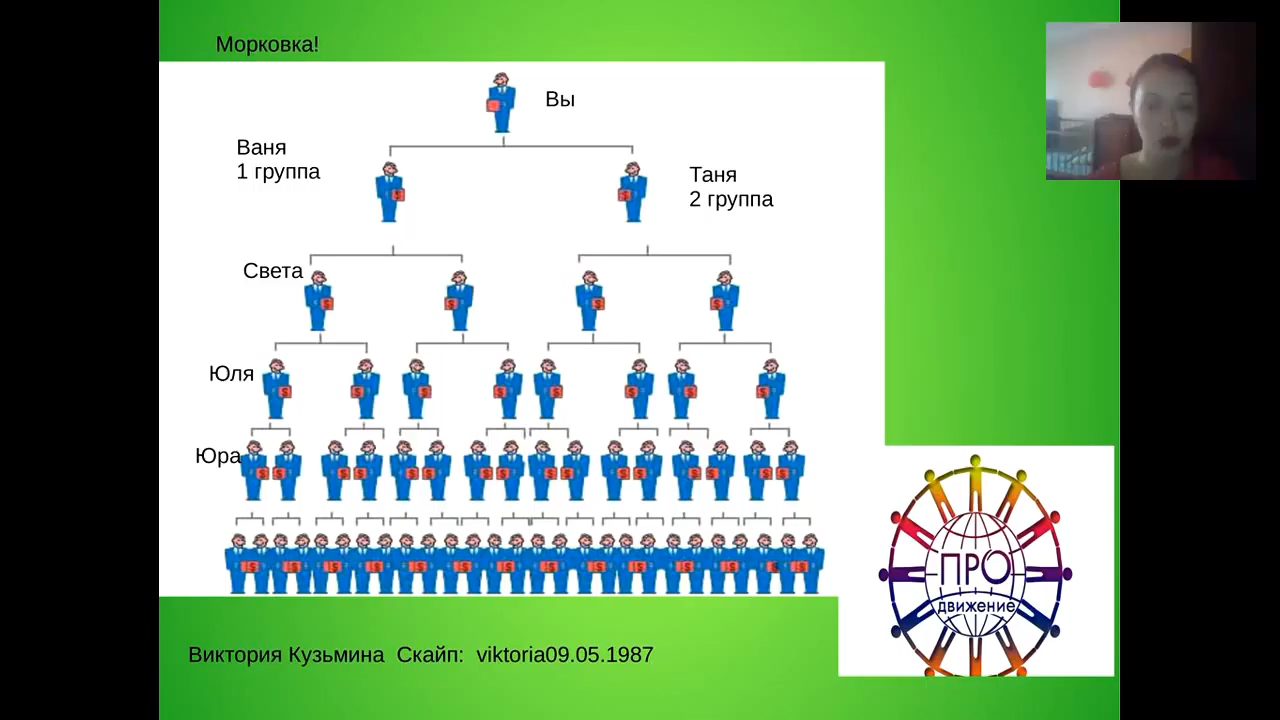 Морковка!
Вы
Ваня
1 группа
Таня
2 группа
Света
Юля
Юра
ПРО
движение
Виктория Кузьмина Скайп: viktoria09.05.1987